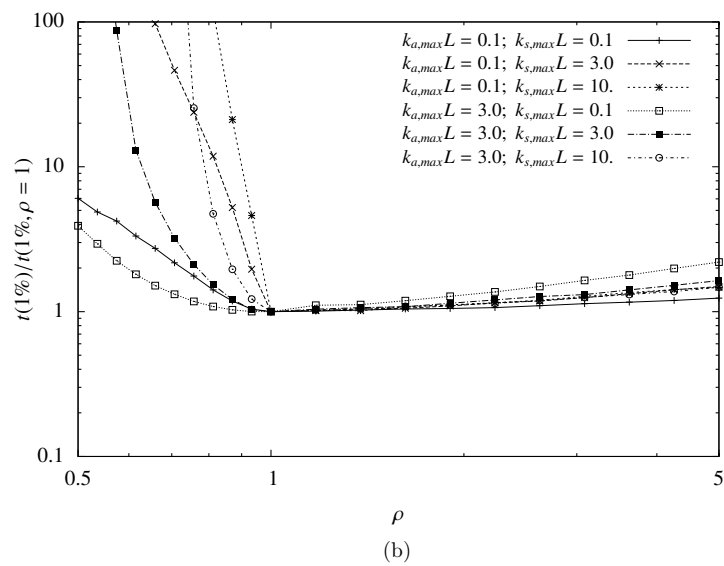 100
10
1
0.1
0.5
1
5
t(1%)/t(1%, ρ = 1)
ρ
k_{a,max}L = 0.1; k_{s,max}L = 0.1
k_{a,max}L = 0.1; k_{s,max}L = 3.0
k_{a,max}L = 0.1; k_{s,max}L = 10.
k_{a,max}L = 3.0; k_{s,max}L = 0.1
k_{a,max}L = 3.0; k_{s,max}L = 3.0
k_{a,max}L = 3.0; k_{s,max}L = 10.
(b)